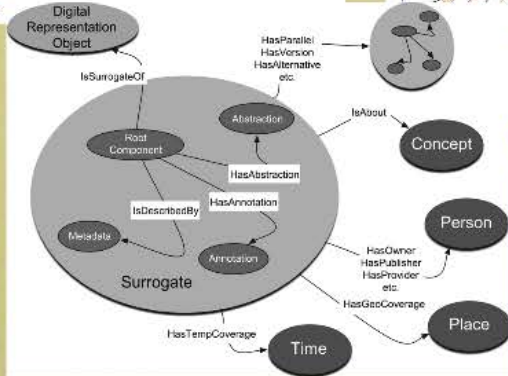 Digital
Representation
Object
IsSurrogateOf
HasParallel
HasVersion
HasAlternative
etc.
Abstraction
IsAbout
Root
Component
Concept
HasAbstraction
IsDescribedBy
HasAnnotation
Metadata
Annotation
Surrogate
Person
HasOwner
HasPublisher
HasProvider
etc.
HasGeoCoverage
Place
HasTempCoverage
Time